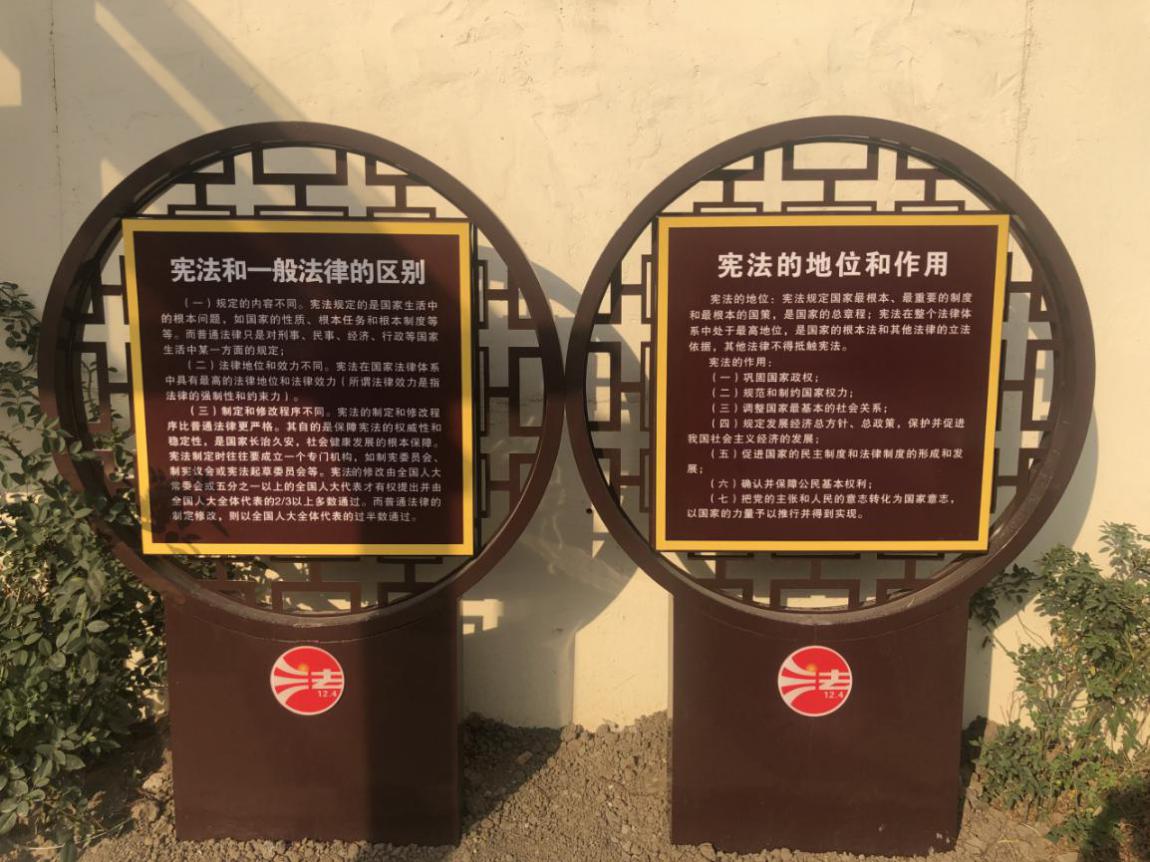 宪法和一般法律的区别
（一）规定的内容不同。宪法规定的是国家生活中
的根本问题，如国家的性质、根本任务和根本制度等
等。而普通法律只是对刑事、民事、经济、行政等国家
生活中某一方面的规定；
（二）法律地位和效力不同。宪法在国家法律体系
中具有最高的法律地位和法律效力（所谓法律效力是指
法律的强制性和约束力）。
（三）制定和修改程序不同。宪法的制定和修改程
序比普通法律更严格。其自的是保障宪法的权威性和
稳定性，是国家长治久安，社会健康发展的根本保障。
宪法制定时往往要成立一个专门机构，如制宪委员会、
制宪议会或宪法起草委员会等。宪法的修改由全国人大
常委会或五分之一以上的全国人大代表才有权提出并由
全国人大全体代表的2/3以上多数通过。而普通法律的
制定修改，则以全国人大全体代表的过半数通过。
法
12.4
宪法的地位和作用
宪法的地位：宪法规定国家最根本、最重要的制度
和最根本的国策，是国家的总章程；宪法在整个法律体
系中处于最高地位，是国家的根本法和其他法律的立法
依据，其他法律不得抵触宪法。
宪法的作用：
（一）巩固国家政权；
（二）规范和制约国家权力；
（三）调整国家最基本的社会关系；
（四）规定发展经济总方针、总政策，保护并促进
我国社会主义经济的发展；
（五）促进国家的民主制度和法律制度的形成和发
展；
（六）确认并保障公民基本权利；
（七）把党的主张和人民的意志转化为国家意志，
以国家的力量予以推行并得到实现。
法
12.4